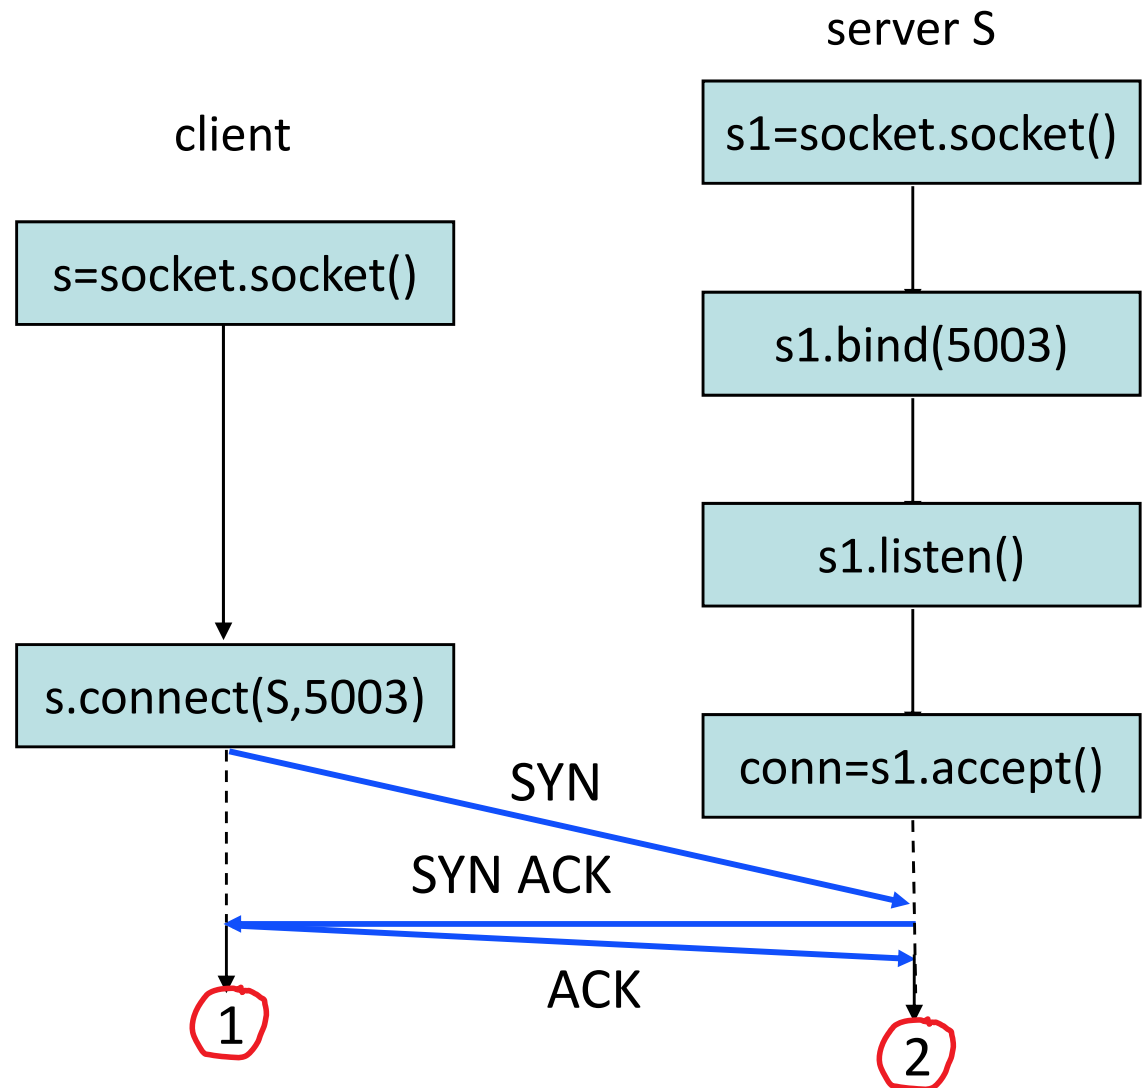 server S
client
s1=socket.socket()
s=socket.socket()
s1.bind(5003)
s1.listen()
s.connect(S,5003)
conn=s1.accept()
SYN
SYN ACK
ACK
1
2